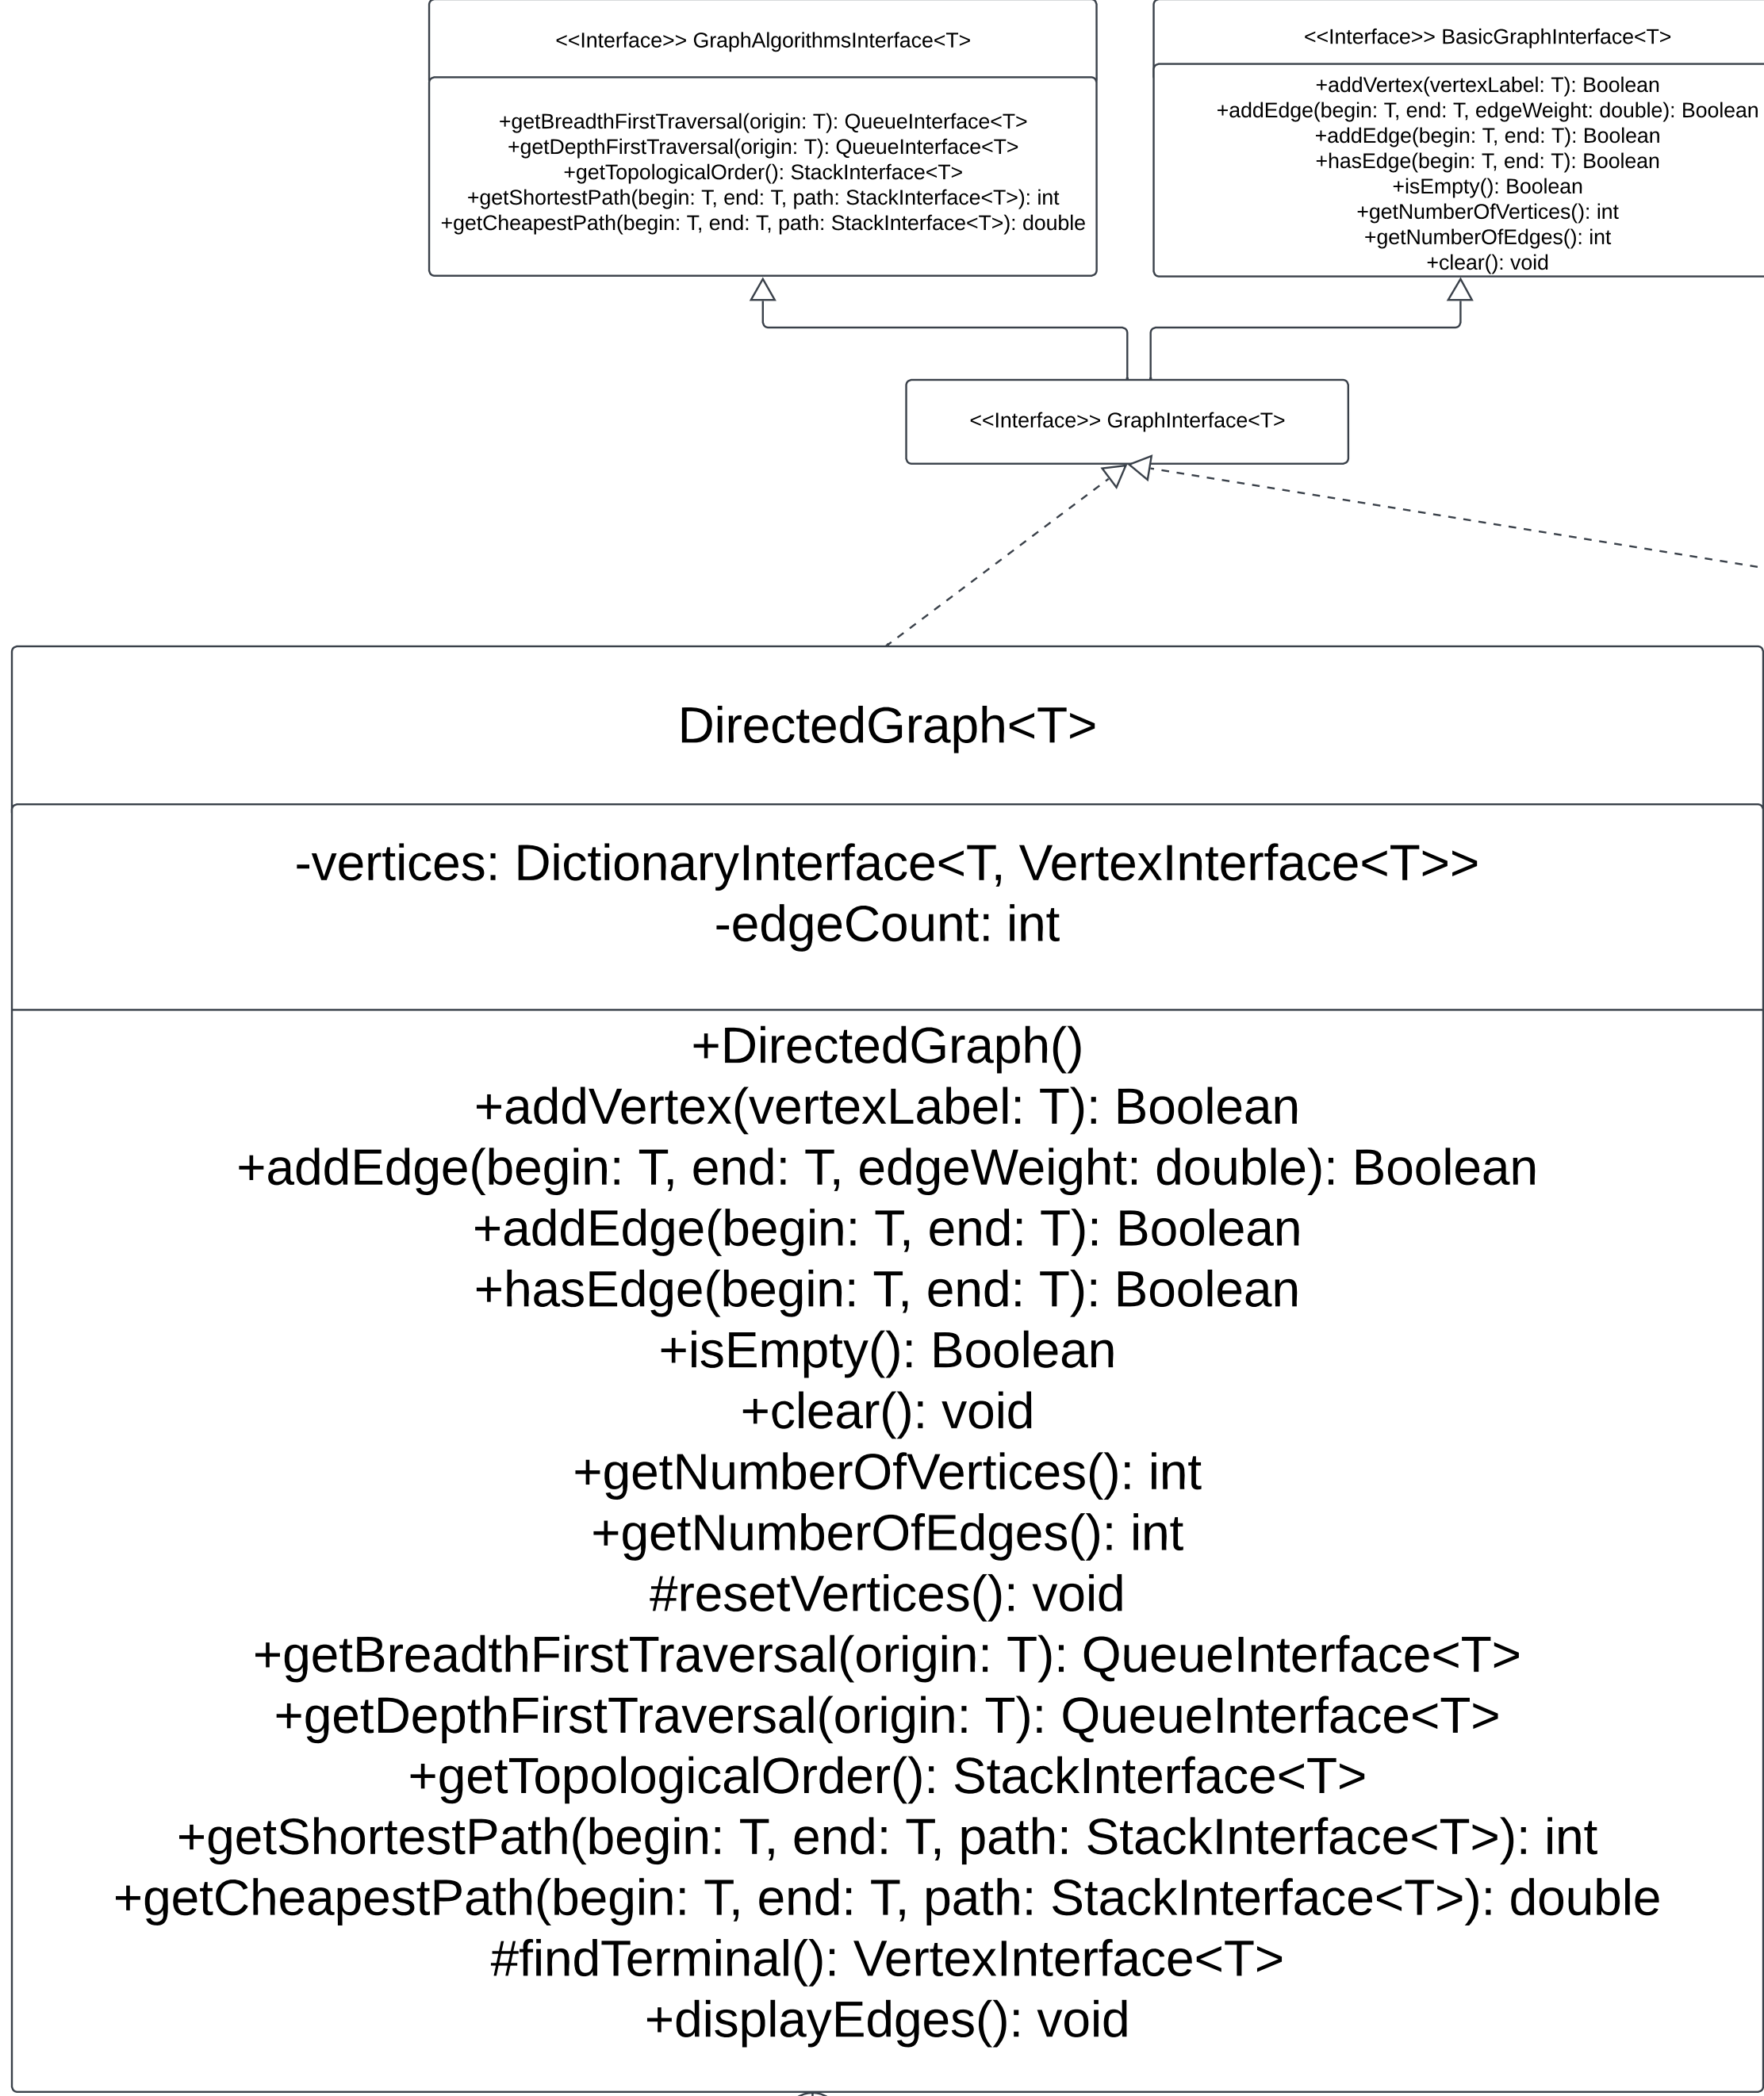 <<Interface>> GraphAlgorithmsInterface<T>
+getBreadthFirstTraversal(origin: T): QueueInterface<T>
+getDepthFirstTraversal(origin: T): QueueInterface<T>
+getTopologicalOrder(): StackInterface<T>
+getShortestPath(begin: T, end: T, path: StackInterface<T>): int
+getCheapestPath(begin: T, end: T, path: StackInterface<T>): double
<<Interface>> BasicGraphInterface<T>
+addVertex(vertexLabel: T): Boolean
+addEdge(begin: T, end: T, edgeWeight: double): Boolean
+addEdge(begin: T, end: T): Boolean
+hasEdge(begin: T, end: T): Boolean
+isEmpty(): Boolean
+getNumberOfVertices(): int
+getNumberOfEdges(): int
+clear(): void
<<Interface>> GraphInterface<T>
DirectedGraph<T>
-vertices: DictionaryInterface<T, VertexInterface<T>>
-edgeCount: int
+DirectedGraph()
+addVertex(vertexLabel: T): Boolean
+addEdge(begin: T, end: T, edgeWeight: double): Boolean
+addEdge(begin: T, end: T): Boolean
+hasEdge(begin: T, end: T): Boolean
+isEmpty(): Boolean
+clear(): void
+getNumberOfVertices(): int
+getNumberOfEdges(): int
#resetVertices(): void
+getBreadthFirstTraversal(origin: T): QueueInterface<T>
+getDepthFirstTraversal(origin: T): QueueInterface<T>
+getTopologicalOrder(): StackInterface<T>
+getShortestPath(begin: T, end: T, path: StackInterface<T>): int
+getCheapestPath(begin: T, end: T, path: StackInterface<T>): double
#findTerminal(): VertexInterface<T>
+displayEdges(): void